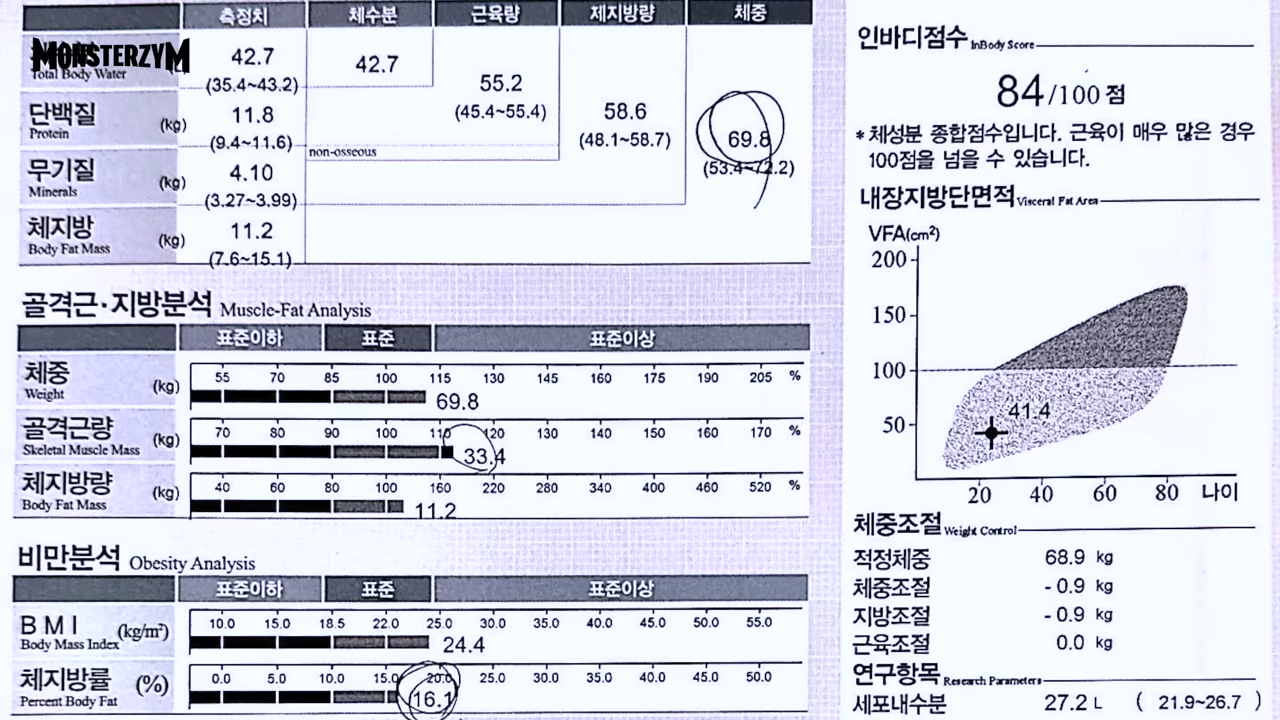 측정치 체수분 근육량 제지방량 체중
MONSTERZYM
Total Body Water
42.7
(35.4~43.2)
42.7
55.2
(45.4~55.4)
58.6
(48.1~58.7)
69.8
(53.4~72.2)
단백질
Protein
(kg)
11.8
(9.4~11.6)
non-osseous
무기질
Minerals
(kg)
4.10
(3.27~3.99)
체지방
Body Fat Mass
(kg)
11.2
(7.6~15.1)
골격근·지방분석 Muscle-Fat Analysis
표준이하 표준 표준이상
체중 (kg)
Weight
55 70 85 100 115 130 145 160 175 190 205 %
69.8
골격근량 (kg)
Skeletal Muscle Mass
70 80 90 100 110 120 130 140 150 160 170 %
33.4
체지방량 (kg)
Body Fat Mass
40 60 80 100 160 220 280 340 400 460 520 %
11.2
비만분석 Obesity Analysis
표준이하 표준 표준이상
BMI (kg/m²)
Body Mass Index
10.0 15.0 18.5 22.0 25.0 30.0 35.0 40.0 45.0 50.0 55.0
24.4
체지방률 (%)
Percent Body Fat
0.0 5.0 10.0 15.0 20.0 25.0 30.0 35.0 40.0 45.0 50.0
16.1
인바디점수 InBody Score
84/100 점
* 체성분 종합점수입니다. 근육이 매우 많은 경우
100점을 넘을 수 있습니다.
내장지방단면적 Visceral Fat Area
VFA(cm²)
200
150
100
50
41.4
20 40 60 80 나이
체중조절 Weight Control
적정체중 68.9 kg
체중조절 - 0.9 kg
지방조절 - 0.9 kg
근육조절 0.0 kg
연구항목 Research Parameters
세포내수분 27.2 L ( 21.9~26.7 )